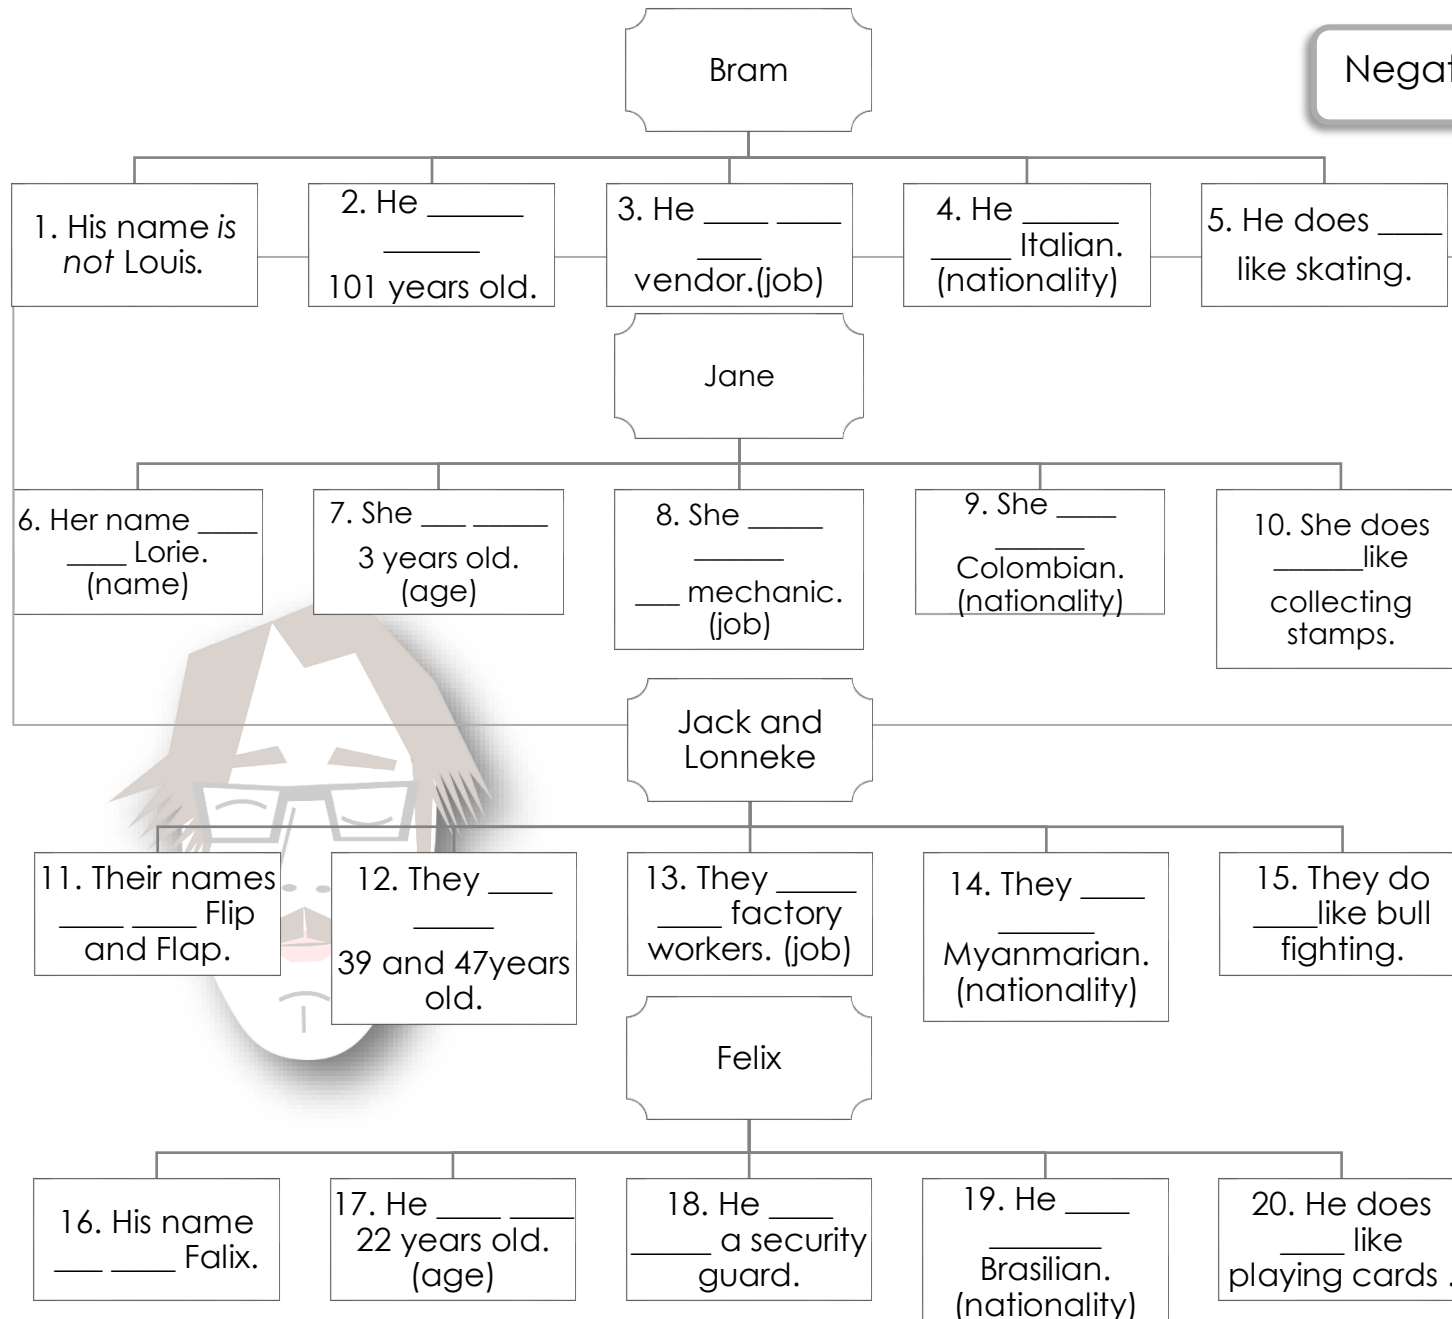 Bram
Negat
1. His name is
not Louis.
2. He ______
______
101 years old.
3. He ____ ____
____
vendor.(job)
4. He ______
_____ Italian.
(nationality)
5. He does ____
like skating.
Jane
6. Her name ____
____ Lorie.
(name)
7. She ___ _____
3 years old.
(age)
8. She _____
______
___ mechanic.
(job)
9. She ____
______
Colombian.
(nationality)
10. She does
______like
collecting
stamps.
Jack and
Lonneke
11. Their names
____ ____ Flip
and Flap.
12. They ____
_____
39 and 47years
old.
13. They _____
____ factory
workers. (job)
14. They ____
______
Myanmarian.
(nationality)
15. They do
____like bull
fighting.
Felix
16. His name
___ ____ Falix.
17. He ____ ____
22 years old.
(age)
18. He ____
_____ a security
guard.
19. He ____
_______
Brasilian.
(nationality)
20. He does
____ like
playing cards .